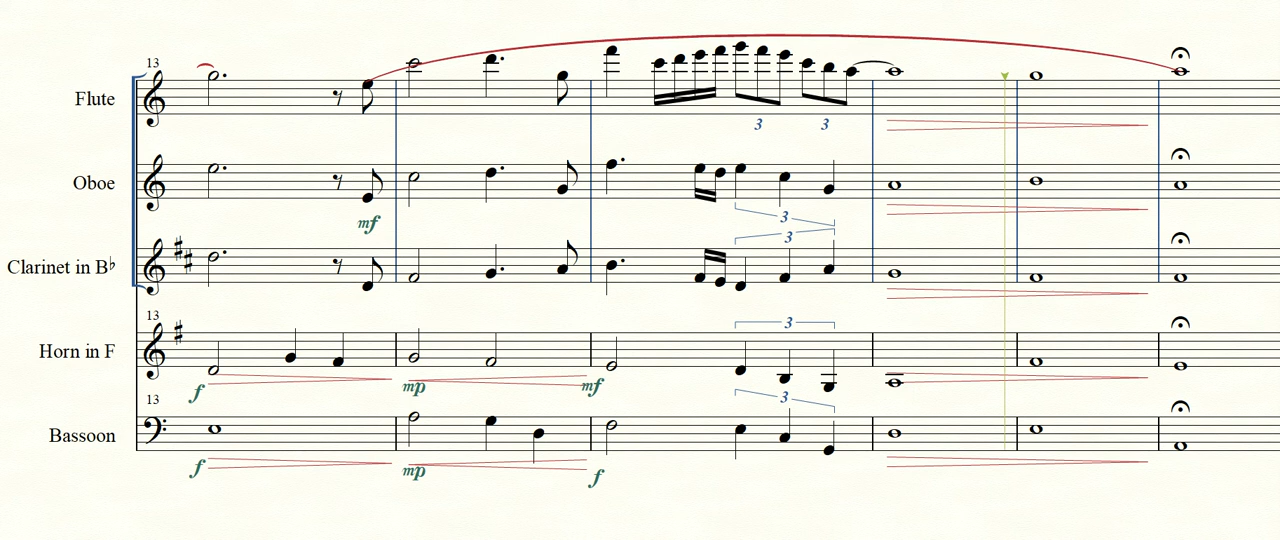 13
Flute
3 3
Oboe
mf
3
3
Clarinet in B♭
13
3
Horn in F
f mp mf
13
3
Bassoon
f mp f